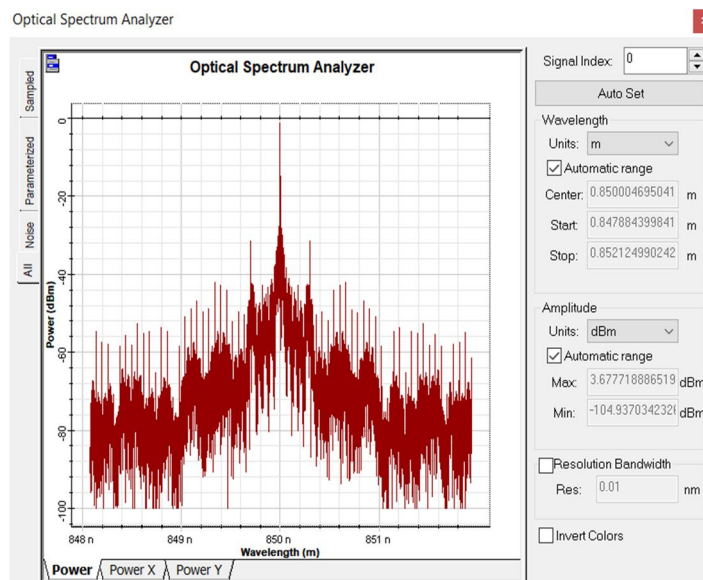 Optical Spectrum Analyzer
Optical Spectrum Analyzer
Sampled
Parameterized
Noise
All
Power (dBm)
0
-20
-40
-60
-80
-100
848 n 849 n 850 n 851 n
Wavelength (m)
Power Power X Power Y
Signal Index: 0
Auto Set
Wavelength
Units: m
Automatic range
Center: 0.850004695041 m
Start: 0.847884399841 m
Stop: 0.852124990242 m
Amplitude
Units: dBm
Automatic range
Max: 3.677718886519 dBm
Min: -104.937034232 dBm
Resolution Bandwidth
Res: 0.01 nm
Invert Colors